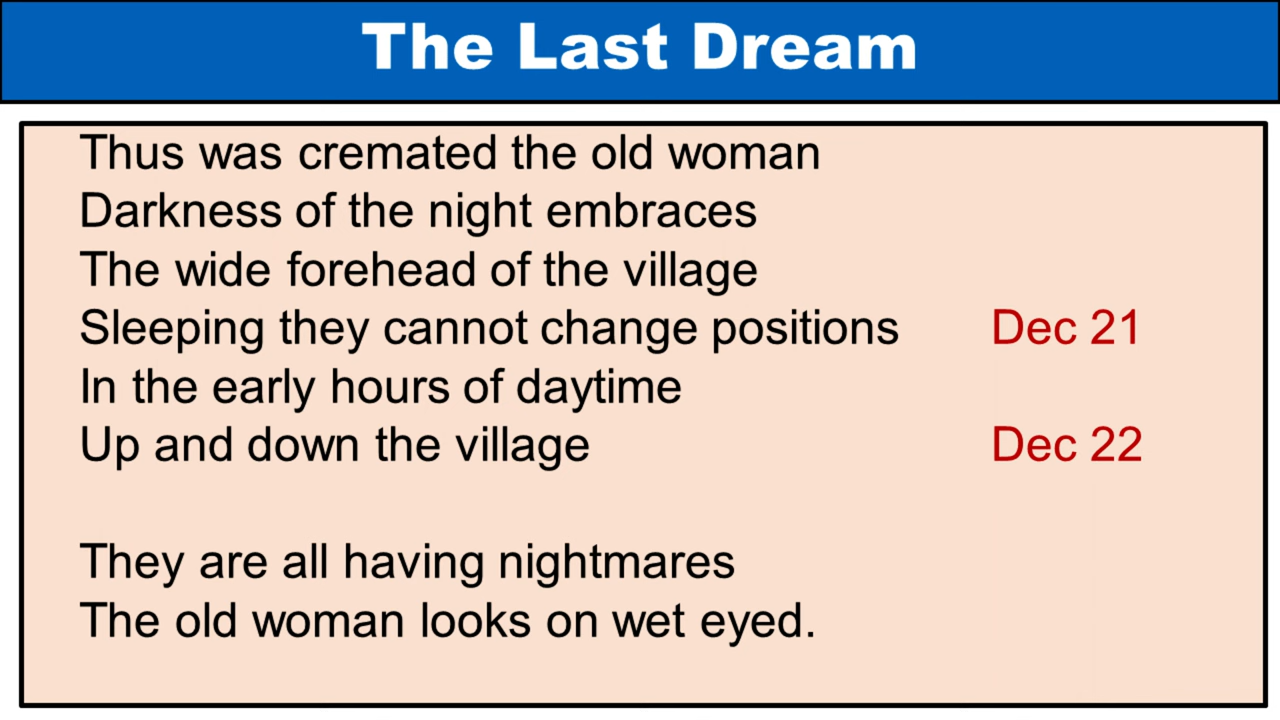 The Last Dream
Thus was cremated the old woman
Darkness of the night embraces
The wide forehead of the village
Sleeping they cannot change positions Dec 21
In the early hours of daytime
Up and down the village Dec 22
They are all having nightmares
The old woman looks on wet eyed.